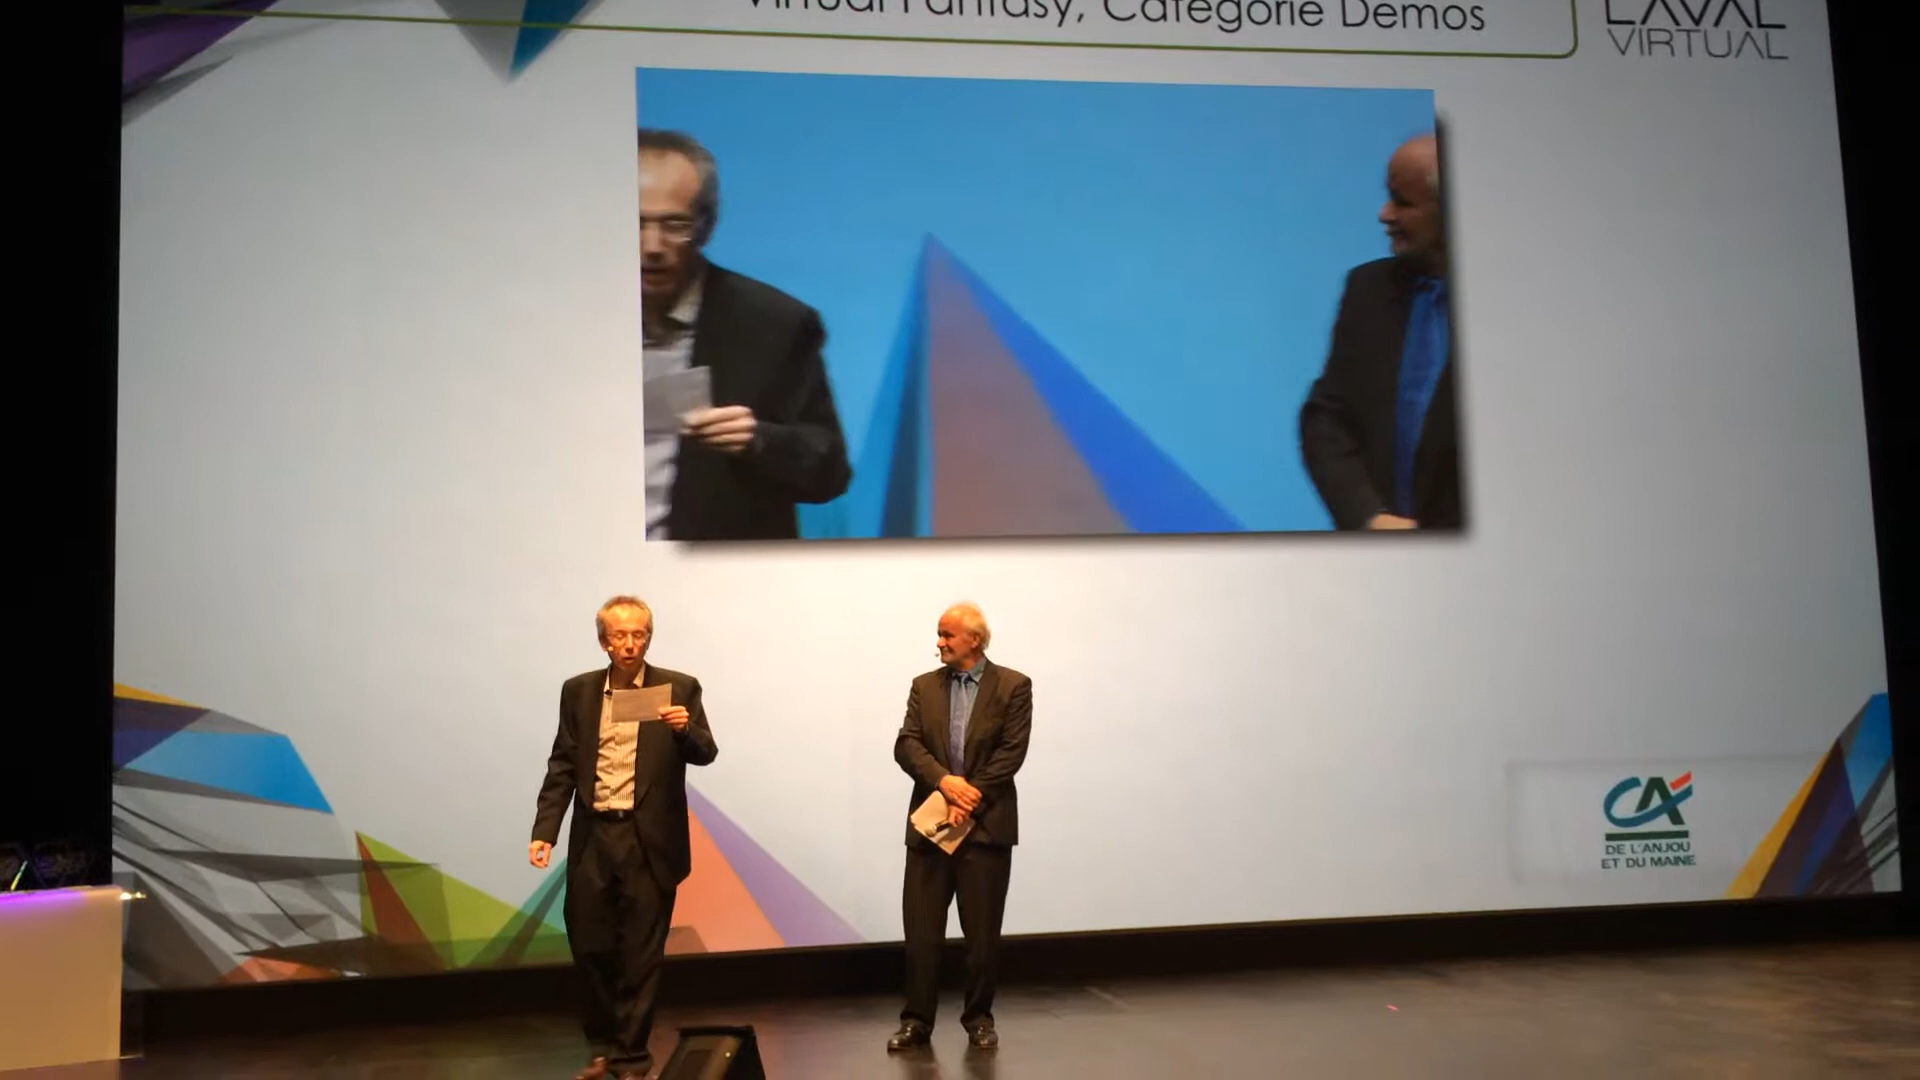 Virtual Fantasy, Catégorie Demos
LAVAL
VIRTUAL
CA
DE L'ANJOU
ET DU MAINE